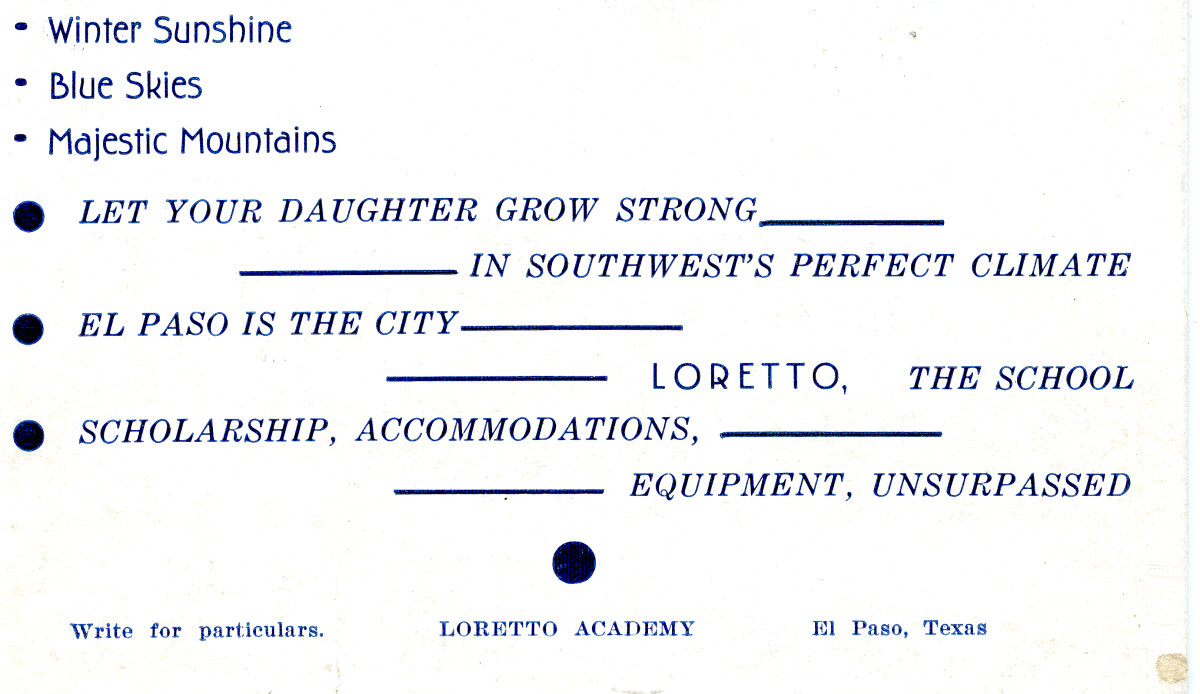 - Winter Sunshine
- Blue Skies
- Majestic Mountains
● LET YOUR DAUGHTER GROW STRONG
IN SOUTHWEST'S PERFECT CLIMATE
● EL PASO IS THE CITY
LORETTO, THE SCHOOL
● SCHOLARSHIP, ACCOMMODATIONS,
EQUIPMENT, UNSURPASSED
Write for particulars. LORETTO ACADEMY El Paso, Texas